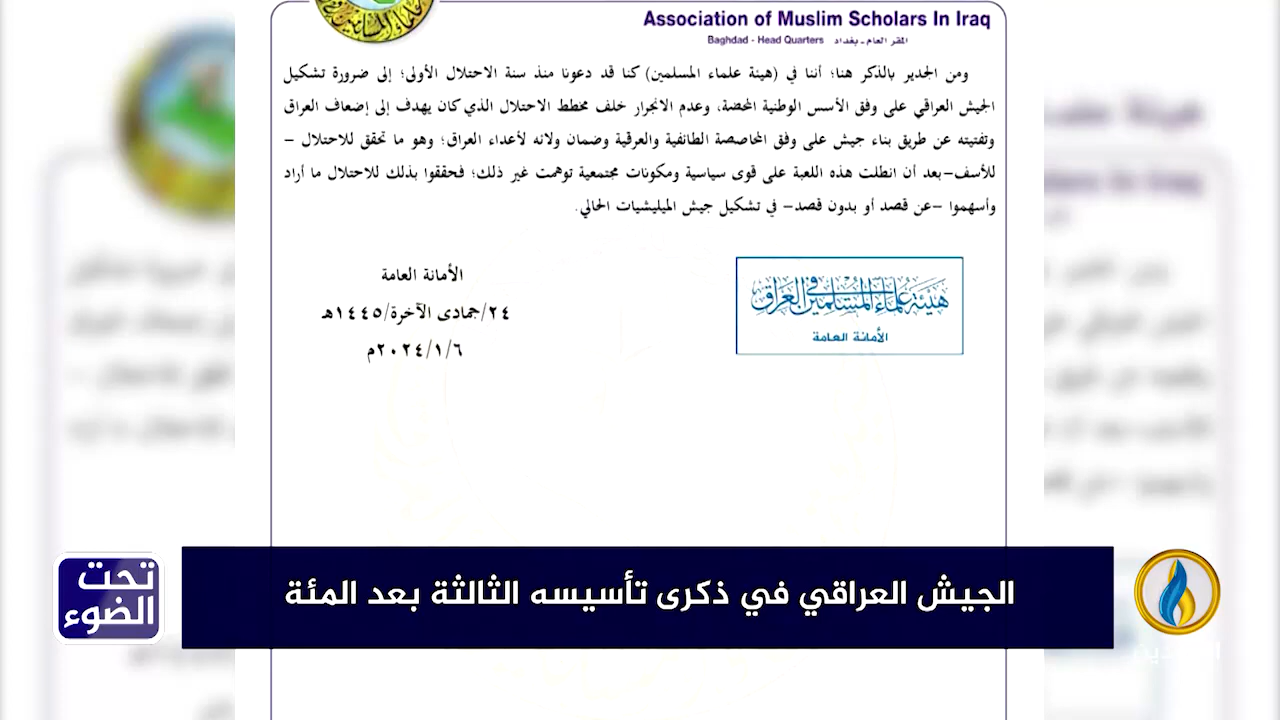 Association of Muslim Scholars In Iraq
Baghdad - Head Quarters المقر العام - بغداد
ومن الجدير بالذكر هنا؛ أننا في (هيئة علماء المسلمين) كنا قد دعونا منذ سنة الاحتلال الأولى؛ إلى ضرورة تشكيل
الجيش العراقي على وفق الأسس الوطنية المحضة، وعدم الانجرار خلف مخطط الاحتلال الذي كان يهدف إلى إضعاف العراق
وتفتيته عن طريق بناء جيش على وفق المحاصصة الطائفية والعرقية وضمان ولائه لأعداء العراق؛ وهو ما تحقق للاحتلال -
للأسف-بعد أن انطلت هذه اللعبة على قوى سياسية ومكونات مجتمعية توهمت غير ذلك؛ فحققوا بذلك للاحتلال ما أراد
وأسهموا -عن قصد أو بدون قصد- في تشكيل جيش الميليشيات الحالي.
هيئة علماء المسلمين في العراق
الأمانة العامة
الأمانة العامة
٢٤/جمادى الآخرة/١٤٤٥هـ
٢٠٢٤/١/٦م
الجيش العراقي في ذكرى تأسيسه الثالثة بعد المئة
تحت
الضوء